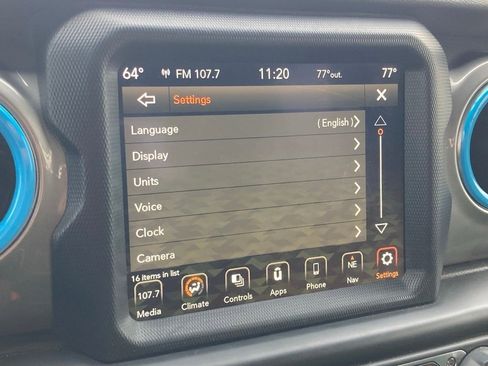 64° FM 107.7 11:20 77°out. 77°
Settings X
Language (English)
Display
Units
Voice
Clock
Camera
16 items in list
107.7 NE
Media Climate Controls Apps Phone Nav Settings